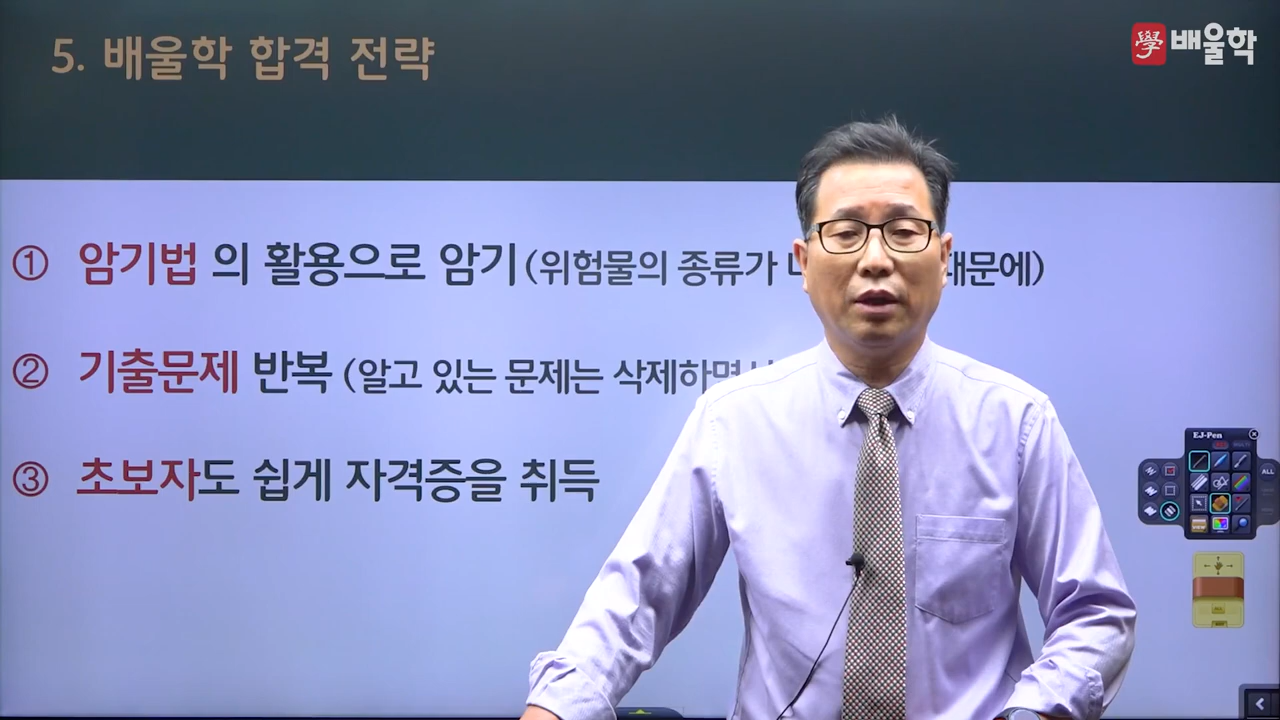 5. 배울학 합격 전략
學 배울학
① 암기법 의 활용으로 암기(위험물의 종류가 때문에)
② 기출문제 반복 (알고 있는 문제는 삭제하면
③ 초보자도 쉽게 자격증을 취득
EJ-Pen
ALL